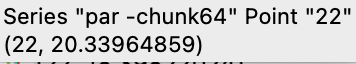 Series "par -chunk64" Point "22"
(22, 20.33964859)